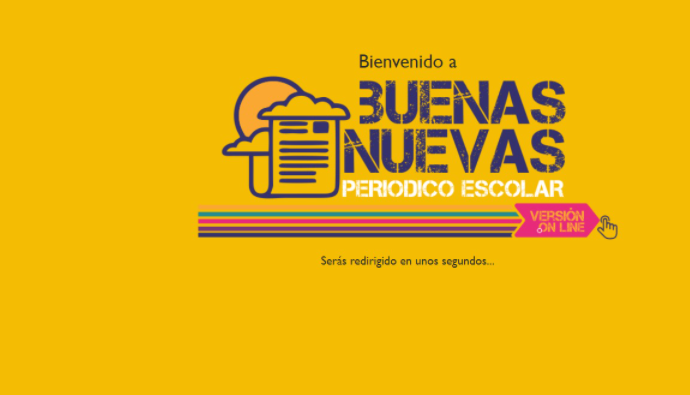 Bienvenido a
BUENAS
NUEVAS
PERIODICO ESCOLAR
VERSIÓN
ON LINE
Serás redirigido en unos segundos...